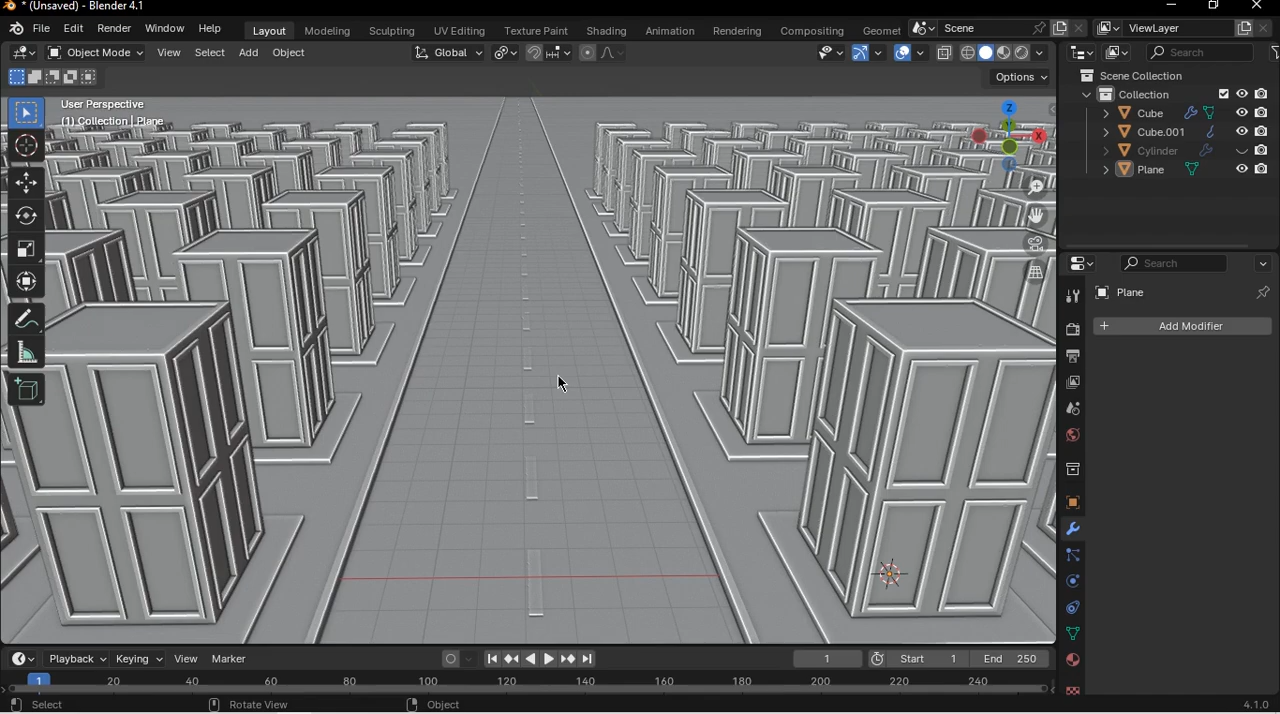 * (Unsaved) - Blender 4.1
File Edit Render Window Help Layout Modeling Sculpting UV Editing Texture Paint Shading Animation Rendering Compositing Geomet Scene ViewLayer
Object Mode View Select Add Object Global Search
Options
User Perspective
(1) Collection | Plane
Z
X
Scene Collection
Collection
Cube
Cube.001
Cylinder
Plane
Search
Plane
Add Modifier
Playback Keying View Marker 1 Start 1 End 250
1 20 40 60 80 100 120 140 160 180 200 220 240
Select Rotate View Object 4.1.0